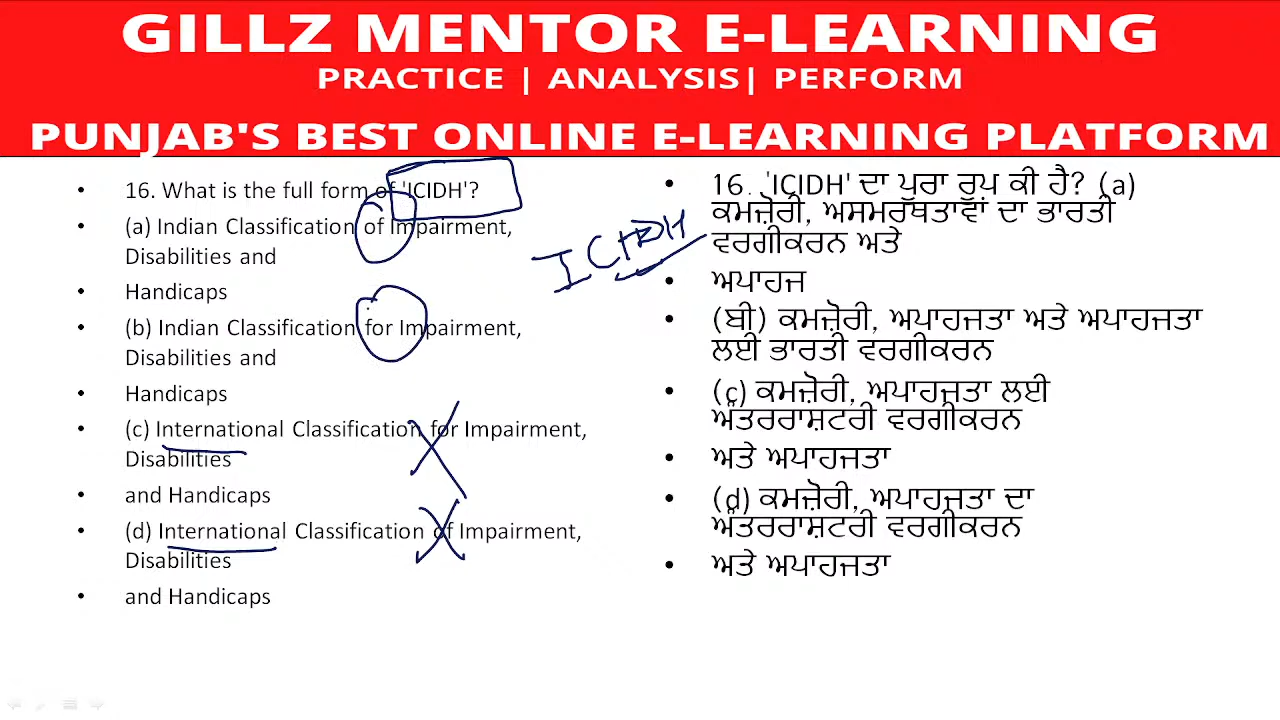 GILLZ MENTOR E-LEARNING
PRACTICE | ANALYSIS| PERFORM
PUNJAB'S BEST ONLINE E-LEARNING PLATFORM
• 16. What is the full form of 'ICIDH'?
• (a) Indian Classification of Impairment,
Disabilities and
• Handicaps
• (b) Indian Classification for Impairment,
Disabilities and
• Handicaps
• (c) International Classification for Impairment,
Disabilities
• and Handicaps
• (d) International Classification of Impairment,
Disabilities
• and Handicaps
ICIDH
• 16. 'ICIDH' ਦਾ ਪੂਰਾ ਰੂਪ ਕੀ ਹੈ? (a)
ਕਮਜ਼ੋਰੀ, ਅਸਮਰੱਥਤਾਵਾਂ ਦਾ ਭਾਰਤੀ
ਵਰਗੀਕਰਨ ਅਤੇ
• ਅਪਾਹਜ
• (ਬੀ) ਕਮਜ਼ੋਰੀ, ਅਪਾਹਜਤਾ ਅਤੇ ਅਪਾਹਜਤਾ
ਲਈ ਭਾਰਤੀ ਵਰਗੀਕਰਨ
• (c) ਕਮਜ਼ੋਰੀ, ਅਪਾਹਜਤਾ ਲਈ
ਅੰਤਰਰਾਸ਼ਟਰੀ ਵਰਗੀਕਰਨ
• ਅਤੇ ਅਪਾਹਜਤਾ
• (d) ਕਮਜ਼ੋਰੀ, ਅਪਾਹਜਤਾ ਦਾ
ਅੰਤਰਰਾਸ਼ਟਰੀ ਵਰਗੀਕਰਨ
• ਅਤੇ ਅਪਾਹਜਤਾ